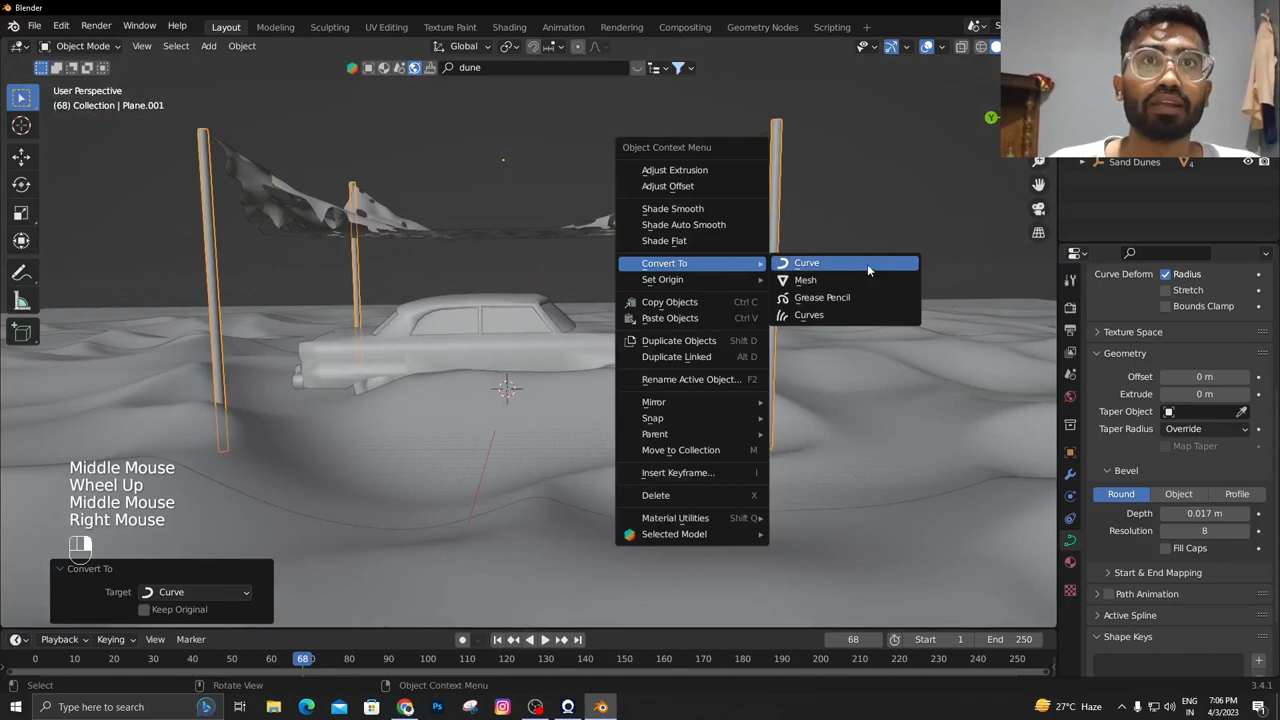 Blender
File Edit Render Window Help Layout Modeling Sculpting UV Editing Texture Paint Shading Animation Rendering Compositing Geometry Nodes Scripting +
Object Mode View Select Add Object Global
dune
User Perspective
(68) Collection | Plane.001
Y
Sand Dunes 4
Object Context Menu
Adjust Extrusion
Adjust Offset
Shade Smooth
Shade Auto Smooth
Shade Flat
Convert To
Set Origin
Copy Objects Ctrl C
Paste Objects Ctrl V
Duplicate Objects Shift D
Duplicate Linked Alt D
Rename Active Object... F2
Mirror
Snap
Parent
Move to Collection M
Insert Keyframe... I
Delete X
Material Utilities Shift Q
Selected Model
Curve
Mesh
Grease Pencil
Curves
Curve Deform Radius
Stretch
Bounds Clamp
Texture Space
Geometry
Offset 0 m
Extrude 0 m
Taper Object
Taper Radius Override
Map Taper
Bevel
Round Object Profile
Depth 0.017 m
Resolution 8
Fill Caps
Start & End Mapping
Path Animation
Active Spline
Shape Keys
Middle Mouse
Wheel Up
Middle Mouse
Right Mouse
Convert To
Target Curve
Keep Original
Playback Keying View Marker 68 Start 1 End 250
0 20 30 40 50 60 68 80 90 100 110 120 130 140 150 160 170 180 190 200 210 220 230 240 250
Select Rotate View Object Context Menu 3.4.1
Type here to search
Ps
27°C Haze
ENG
IN
7:06 PM
4/3/2023